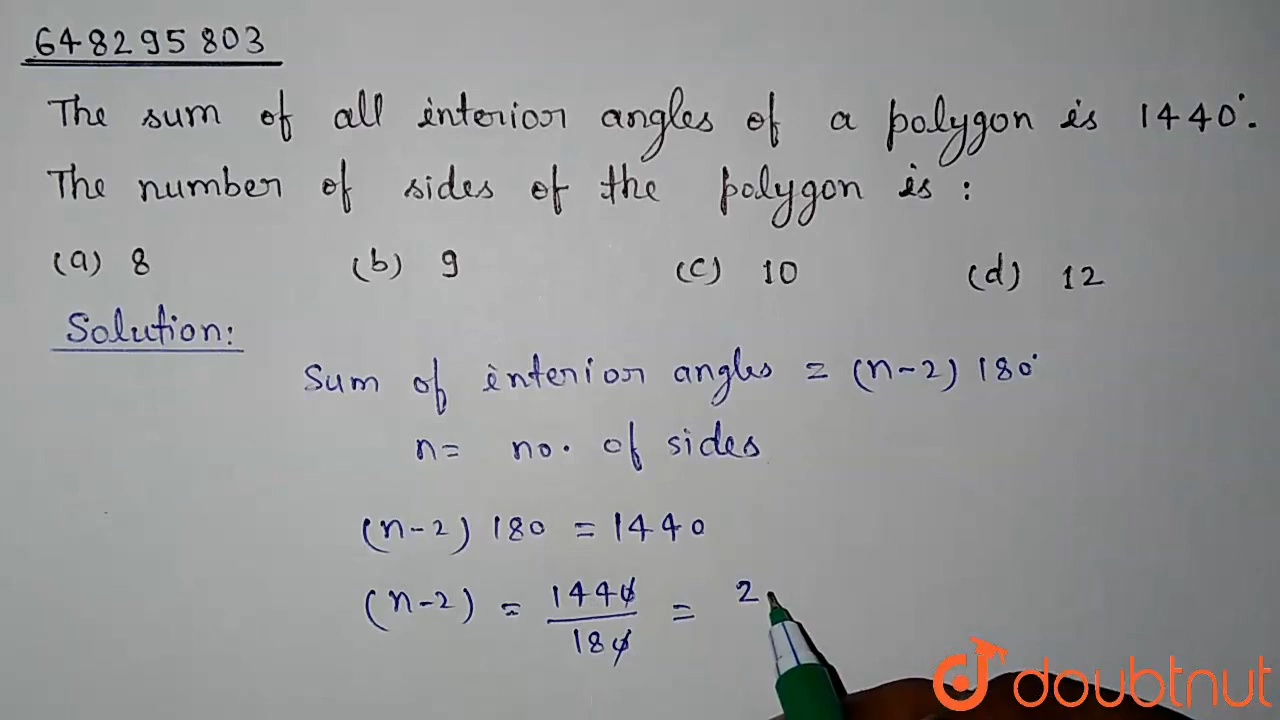 648295803
The sum of all interior angles of a polygon is 1440°.
The number of sides of the polygon is :
(a) 8 (b) 9 (c) 10 (d) 12
Solution:
Sum of interior angles = (n-2) 180°
n= no. of sides
(n-2) 180 = 1440
(n-2) = 1440/180 = 2
doubtnut